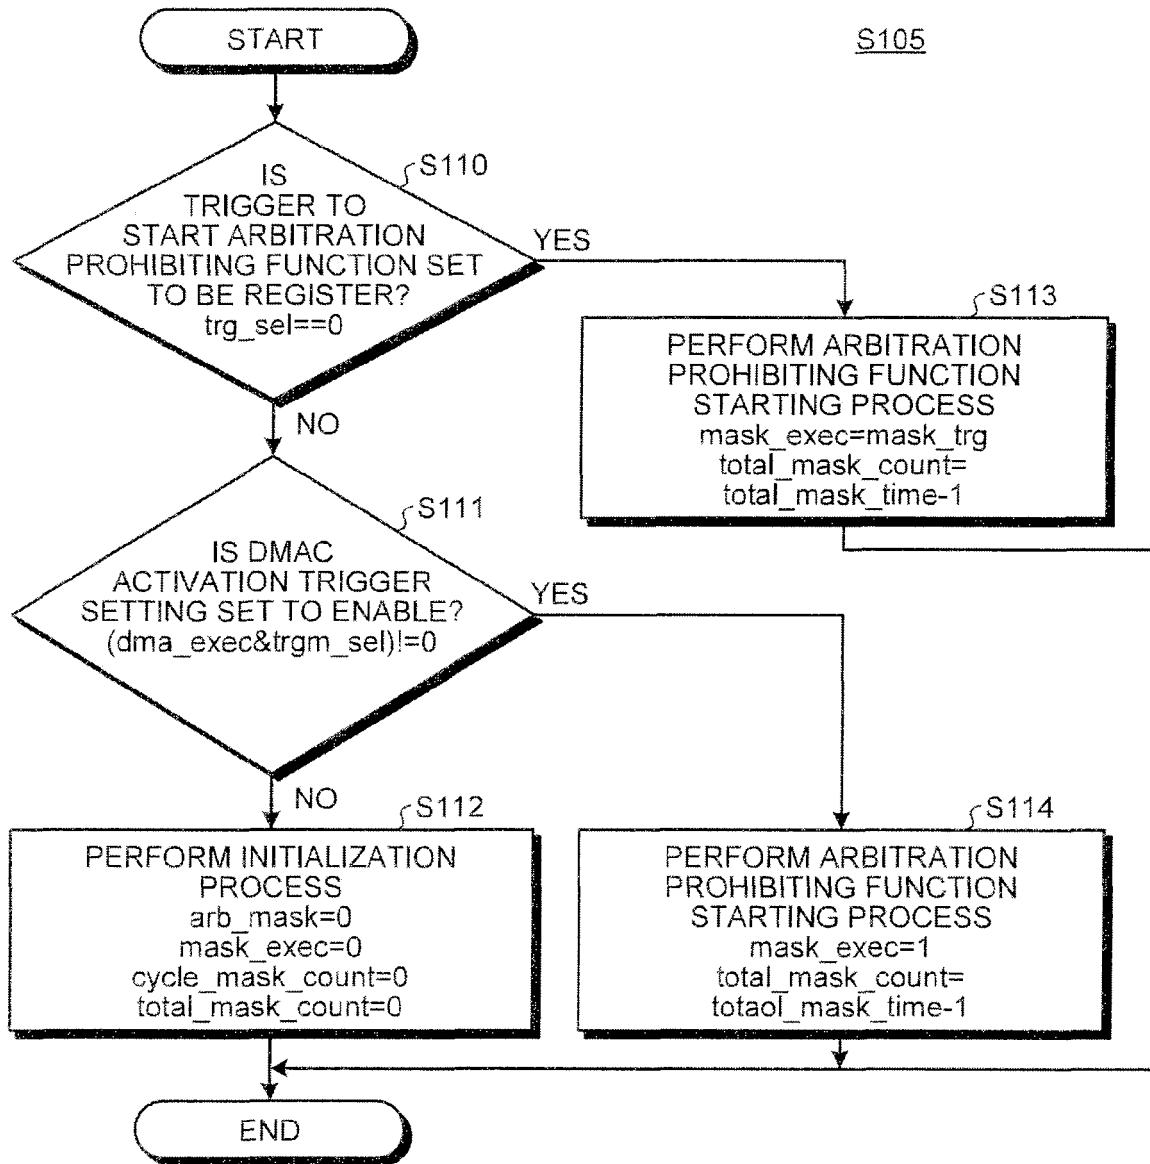 START
S105
S110
IS
TRIGGER TO
START ARBITRATION
PROHIBITING FUNCTION SET
TO BE REGISTER?
trg_sel==0
YES
NO
S113
PERFORM ARBITRATION
PROHIBITING FUNCTION
STARTING PROCESS
mask_exec=mask_trg
total_mask_count=
total_mask_time-1
S111
IS DMAC
ACTIVATION TRIGGER
SETTING SET TO ENABLE?
(dma_exec&trgm_sel)!=0
YES
NO
S112
PERFORM INITIALIZATION
PROCESS
arb_mask=0
mask_exec=0
cycle_mask_count=0
total_mask_count=0
S114
PERFORM ARBITRATION
PROHIBITING FUNCTION
STARTING PROCESS
mask_exec=1
total_mask_count=
totaol_mask_time-1
END